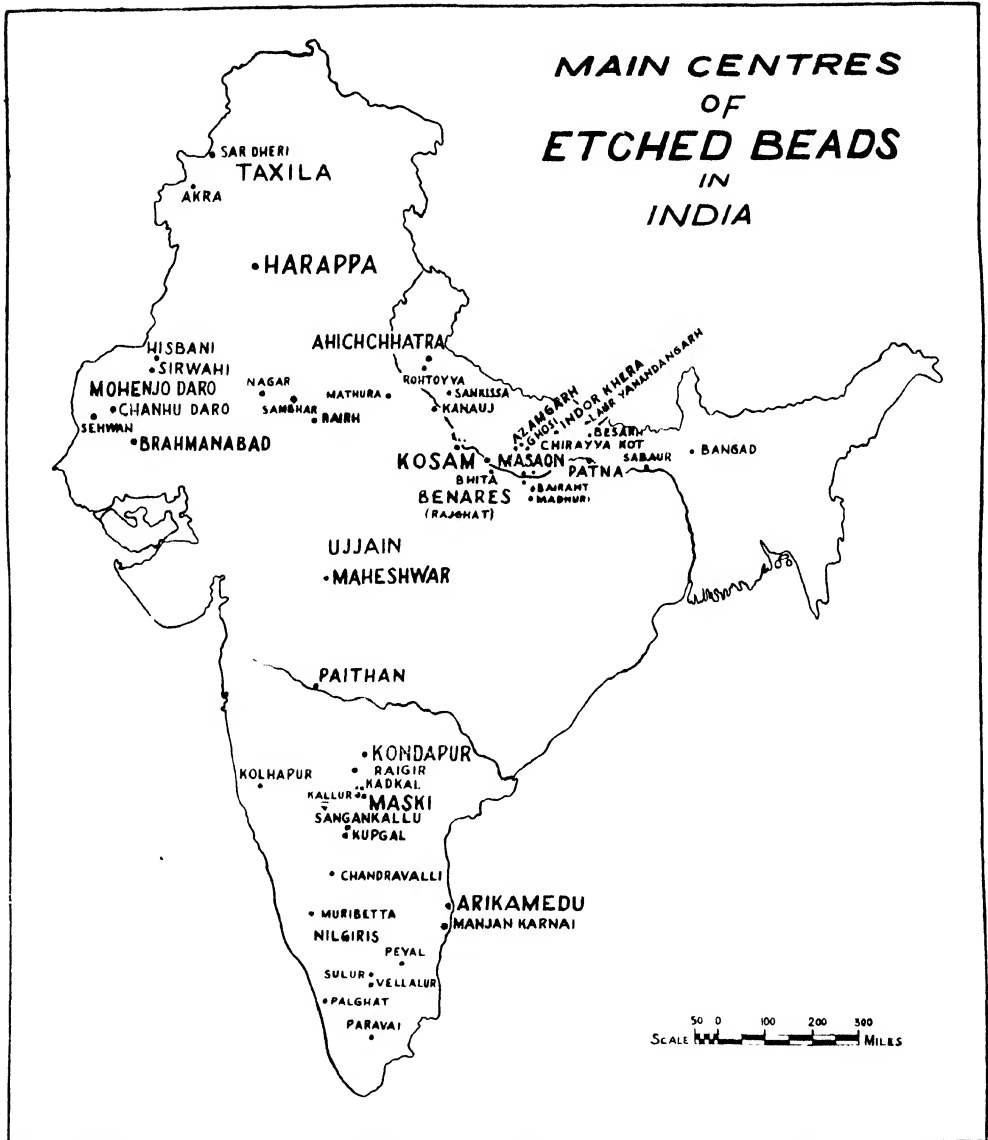 MAIN CENTRES
OF
ETCHED BEADS
IN
INDIA
SAR DHERI
TAXILA
AKRA
HARAPPA
AHICHCHHATRA
HISBANI
SIRWAHI
MOHENJO DARO
CHANHU DARO
SEHWAN
BRAHMANABAD
NAGAR
SAMBHAR
RAIRH
MATHURA
ROHTOYYA
SANKISSA
KANAUJ
AZAMGARH
GHOSI
INDOR KHERA
BESARH
CHIRAYYA KOT
KOSAM
MASAON
PATNA
SABAUR
BANGAD
BHITA
BENARES
(RAJGHAT)
BAIRANT
MADHURI
UJJAIN
MAHESHWAR
PAITHAN
KONDAPUR
RAIGIR
KOLHAPUR
KADKAL
KALLUR
MASKI
SANGANKALLU
KUPGAL
CHANDRAVALLI
ARIKAMEDU
MURIBETTA
MANJAN KARNAI
NILGIRIS
PEYAL
SULUR
VELLALUR
PALGHAT
PARAVAI
50 0 100 200 300
SCALE MILES